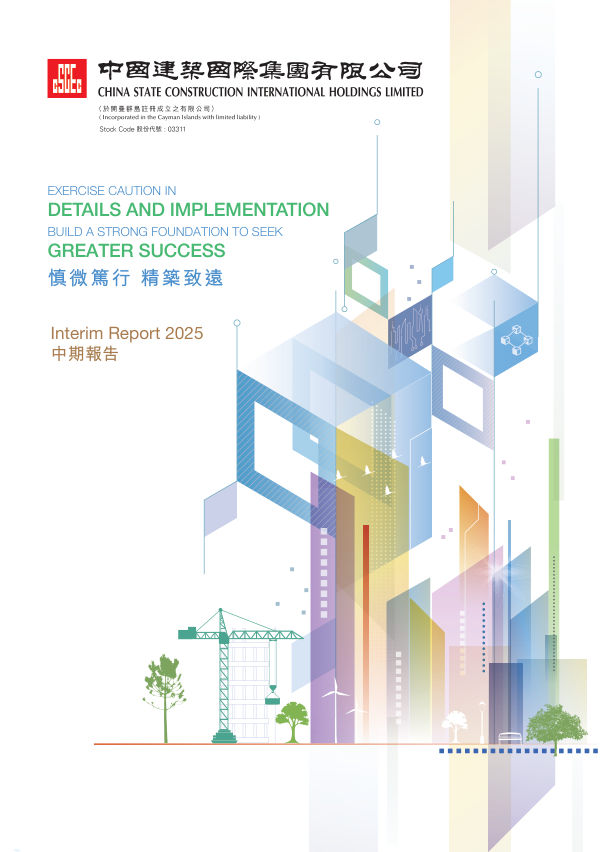 中國建築國際集團有限公司
CHINA STATE CONSTRUCTION INTERNATIONAL HOLDINGS LIMITED
（於開曼群島註冊成立之有限公司）
( Incorporated in the Cayman Islands with limited liability )
Stock Code 股份代號 : 03311
EXERCISE CAUTION IN
DETAILS AND IMPLEMENTATION
BUILD A STRONG FOUNDATION TO SEEK
GREATER SUCCESS
慎微篤行 精築致遠
Interim Report 2025
中期報告